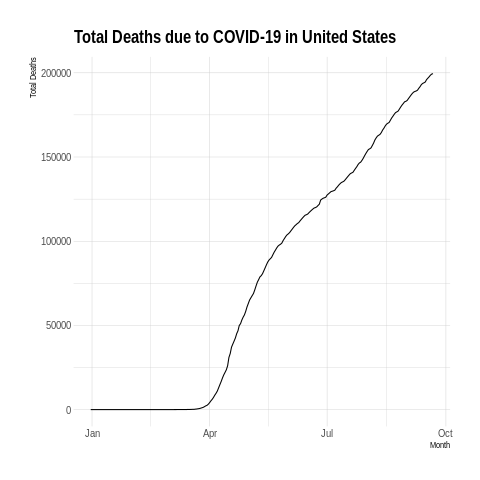 Total Deaths due to COVID-19 in United States
Total Deaths
200000
150000
100000
50000
0
Jan Apr Jul Oct
Month